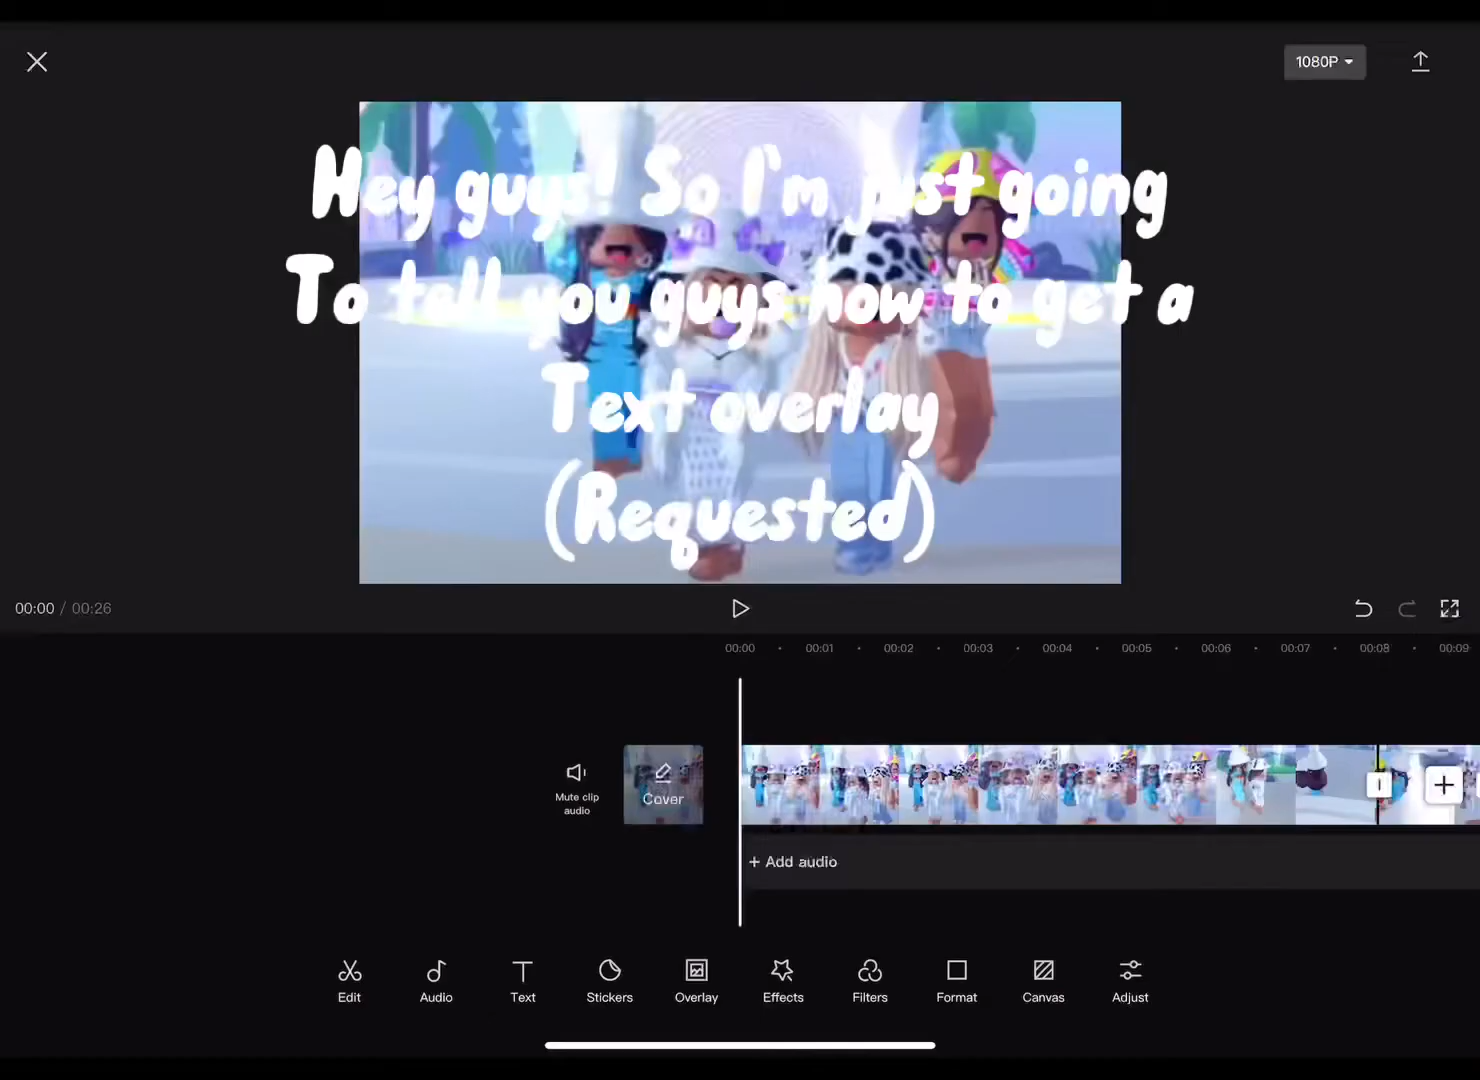 1080P
Hey guys! So I'm just going
To tell you guys how to get a
Text overlay
(Requested)
00:00 / 00:26
00:00 00:01 00:02 00:03 00:04 00:05 00:06 00:07 00:08 00:09
Mute clip
audio
Cover
+ Add audio
Edit Audio Text Stickers Overlay Effects Filters Format Canvas Adjust